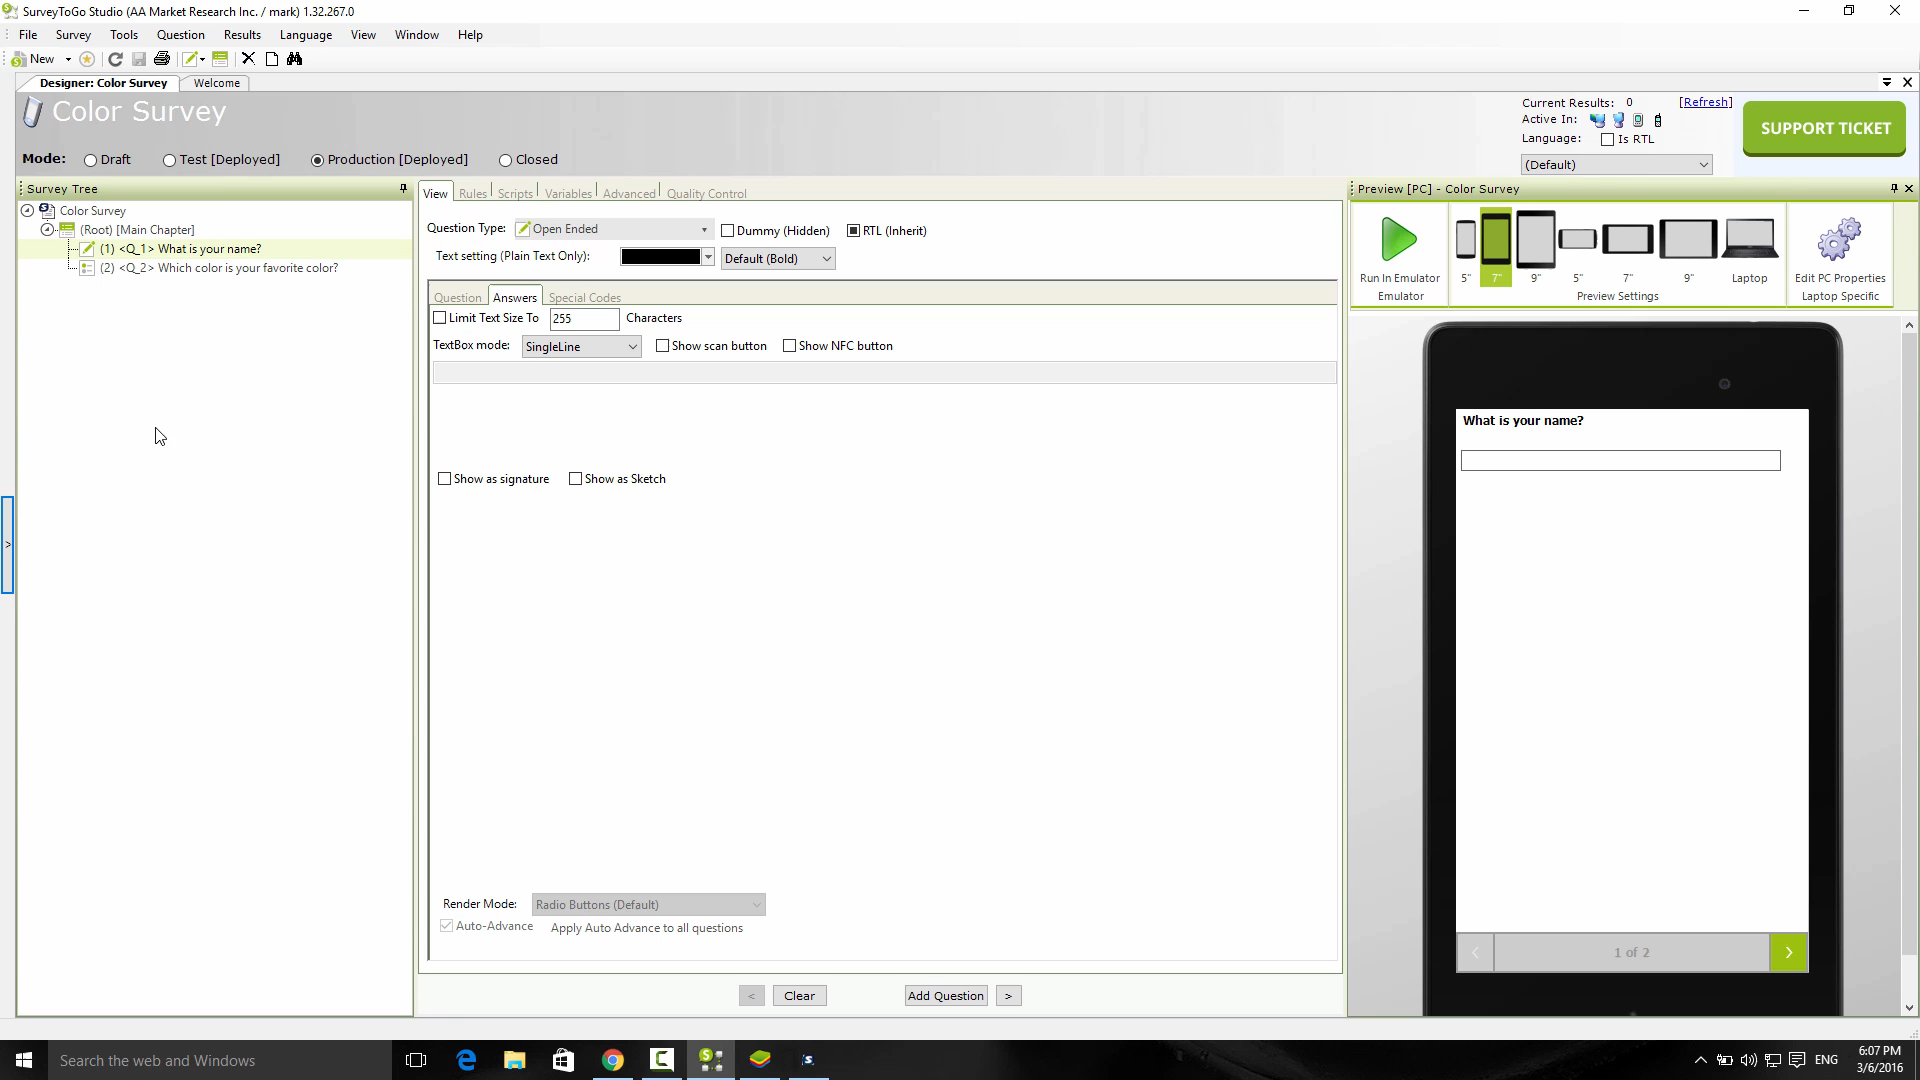 SurveyToGo Studio (AA Market Research Inc. / mark) 1.32.267.0
File Survey Tools Question Results Language View Window Help
New
Designer: Color Survey Welcome
Color Survey
Current Results: 0 [Refresh]
Active In:
Language: Is RTL
(Default)
SUPPORT TICKET
Mode: Draft Test [Deployed] Production [Deployed] Closed
Survey Tree
Color Survey
(Root) [Main Chapter]
(1) <Q_1> What is your name?
(2) <Q_2> Which color is your favorite color?
View Rules Scripts Variables Advanced Quality Control
Question Type: Open Ended Dummy (Hidden) RTL (Inherit)
Text setting (Plain Text Only): Default (Bold)
Question Answers Special Codes
Limit Text Size To 255 Characters
TextBox mode: SingleLine Show scan button Show NFC button
Show as signature Show as Sketch
Render Mode: Radio Buttons (Default)
Auto-Advance Apply Auto Advance to all questions
< Clear Add Question >
Preview [PC] - Color Survey
Run In Emulator 5" 7" 9" 5" 7" 9" Laptop Edit PC Properties
Emulator Preview Settings Laptop Specific
What is your name?
< 1 of 2 >
>
Search the web and Windows
ENG
6:07 PM
3/6/2016